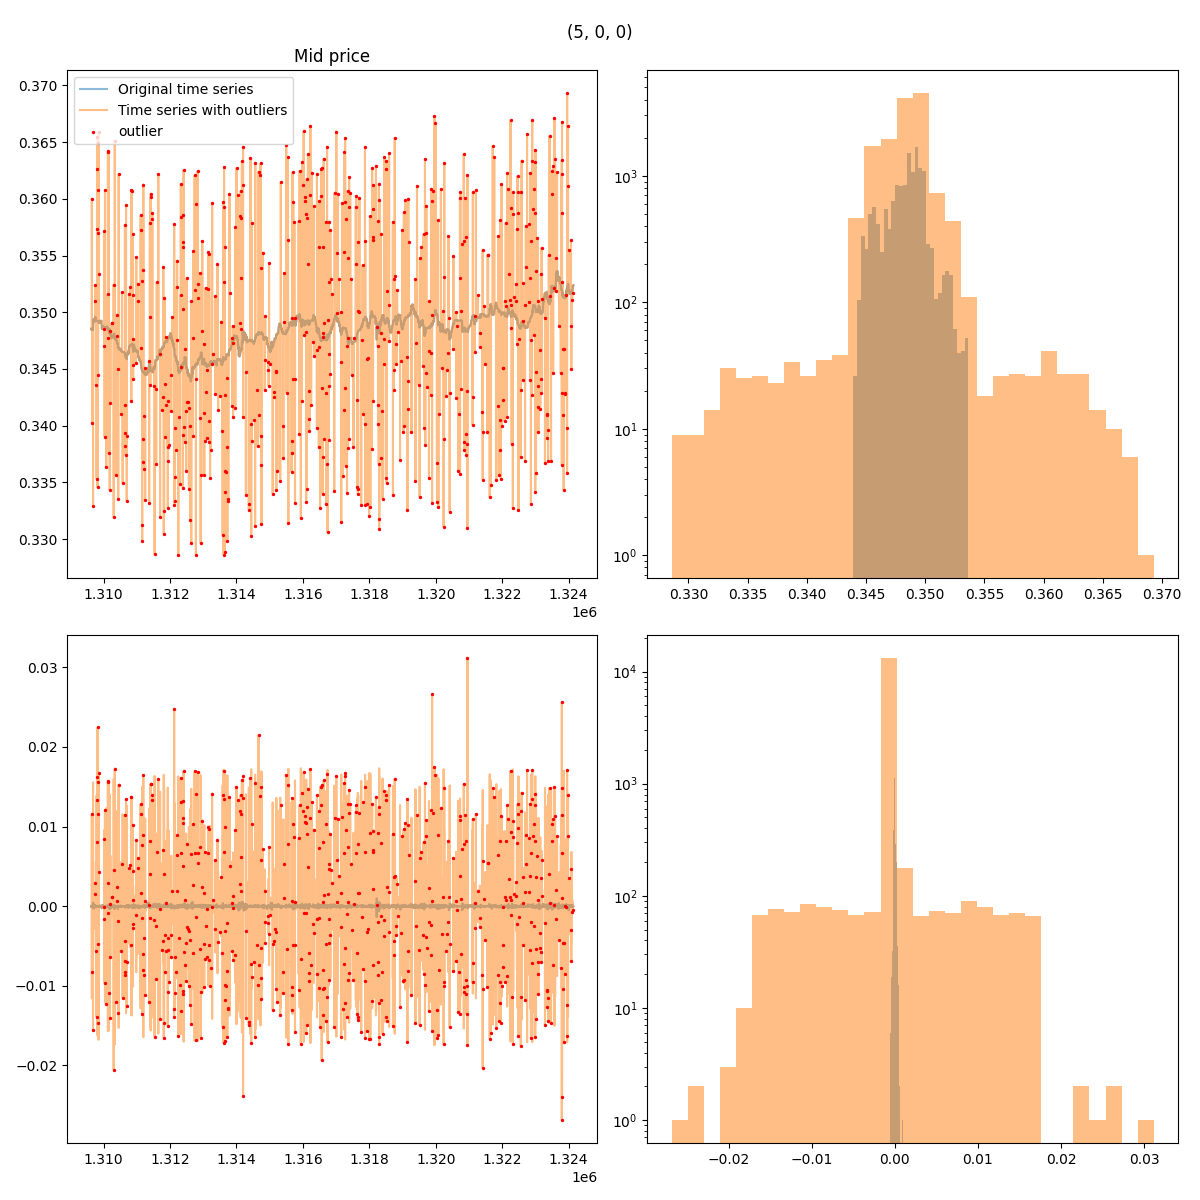 (5, 0, 0)
Mid price
Original time series
Time series with outliers
outlier
0.370
0.365
0.360
0.355
0.350
0.345
0.340
0.335
0.330
1.310 1.312 1.314 1.316 1.318 1.320 1.322 1.324
1e6
10³
10²
10¹
10⁰
0.330 0.335 0.340 0.345 0.350 0.355 0.360 0.365 0.370
0.03
0.02
0.01
0.00
−0.01
−0.02
1.310 1.312 1.314 1.316 1.318 1.320 1.322 1.324
1e6
10⁴
10³
10²
10¹
10⁰
−0.02 −0.01 0.00 0.01 0.02 0.03